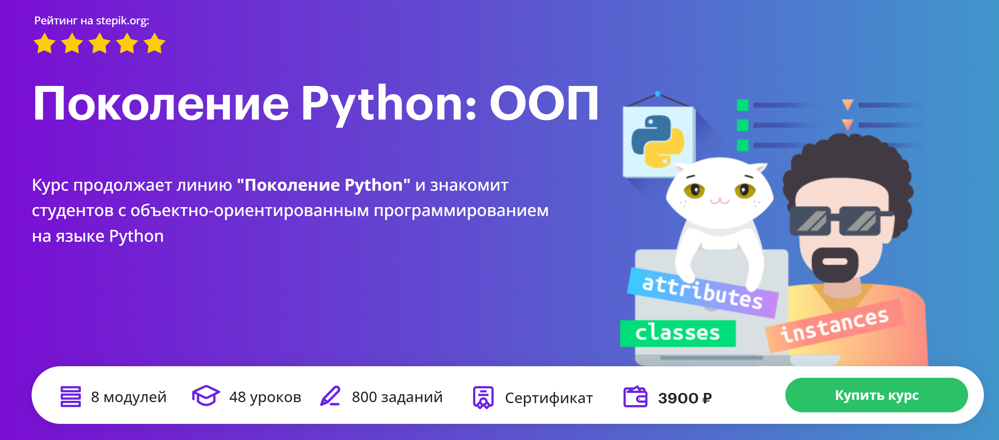 Рейтинг на stepik.org:
Поколение Python: ООП
Курс продолжает линию "Поколение Python" и знакомит
студентов с объектно-ориентированным программированием
на языке Python
attributes
classes
instances
8 модулей
48 уроков
800 заданий
Сертификат
3900 ₽
Купить курс